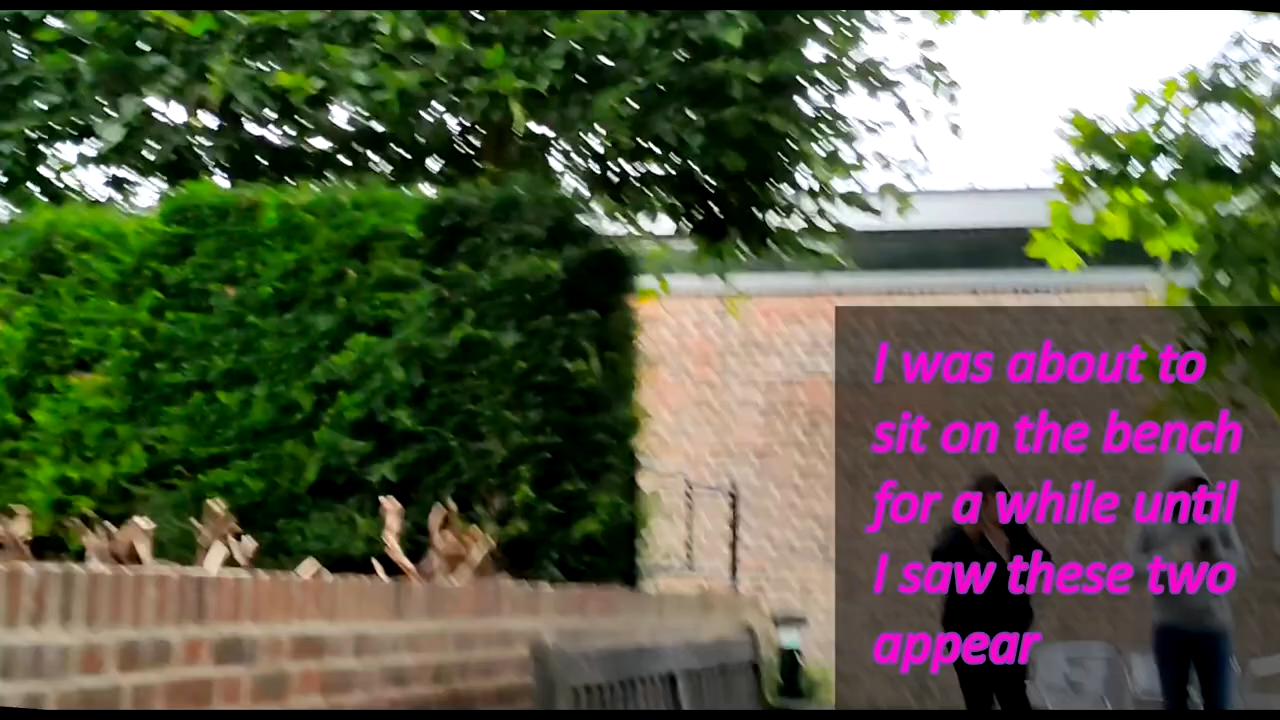 I was about to
sit on the bench
for a while until
I saw these two
appear